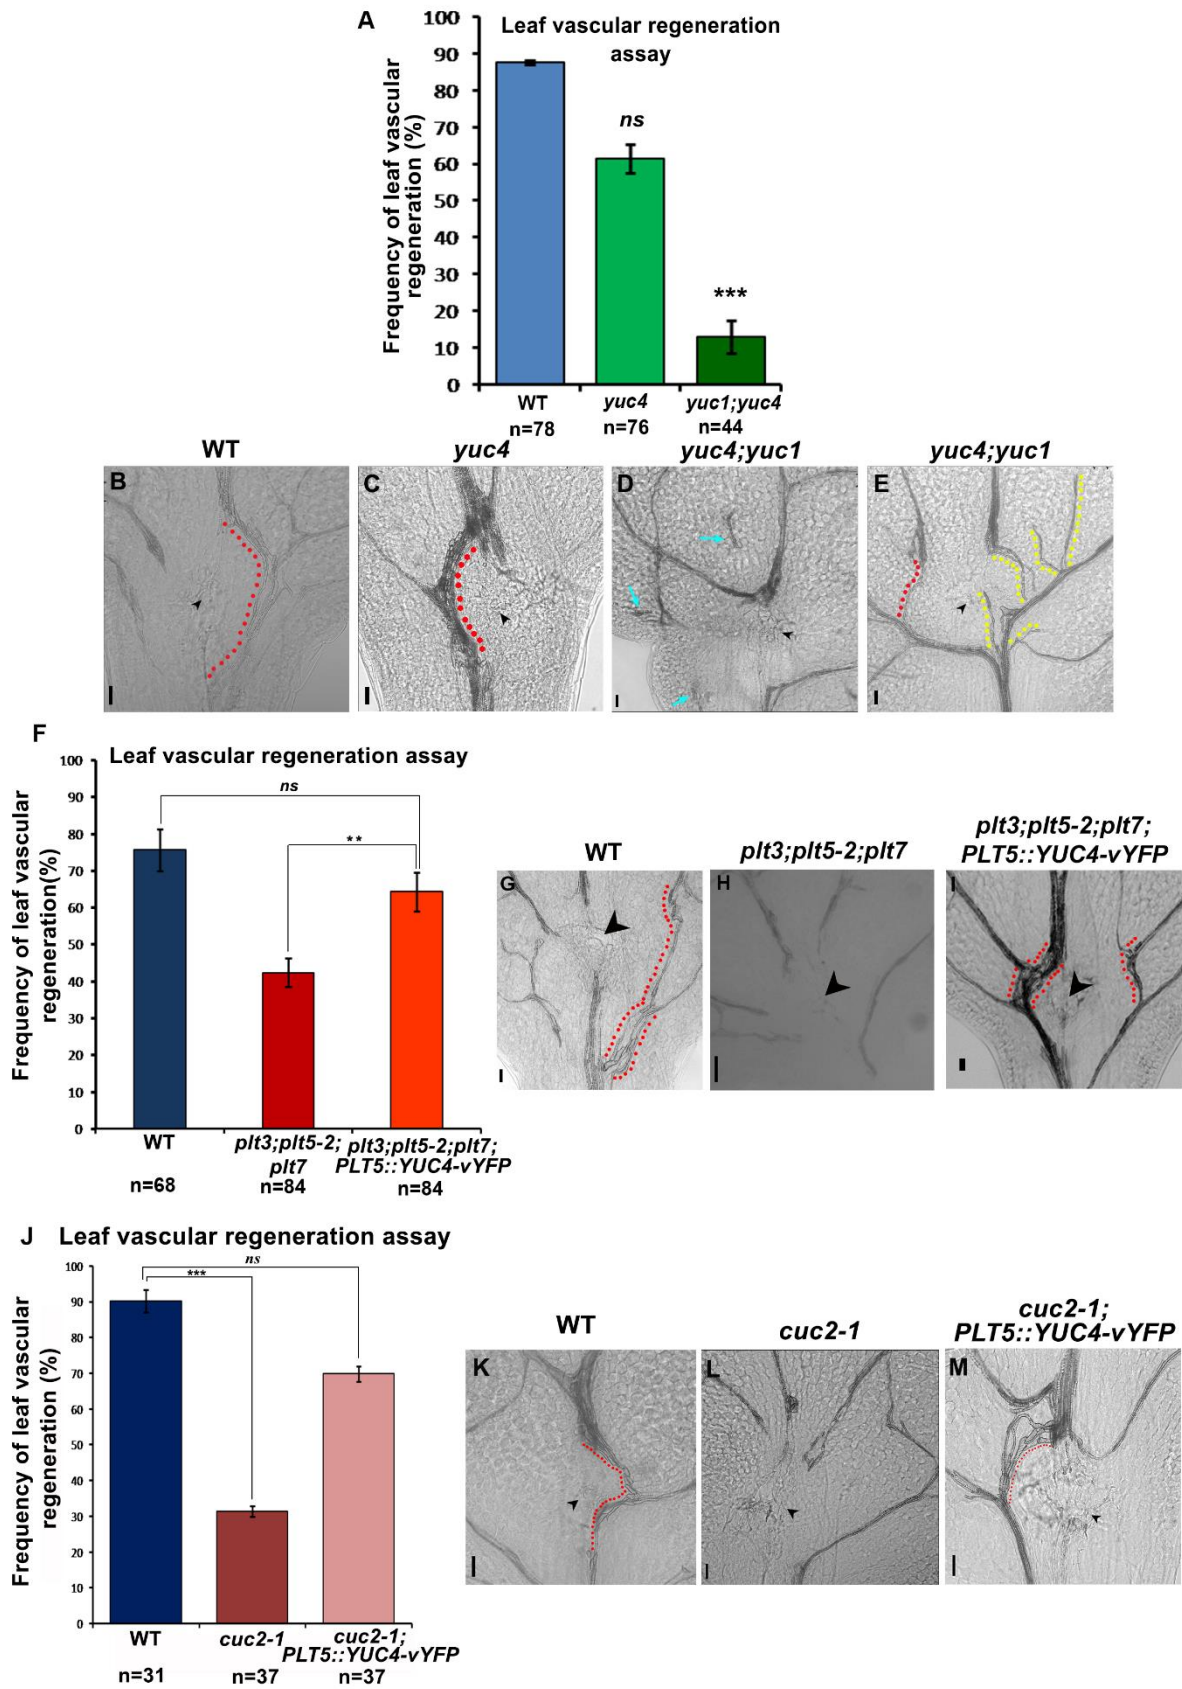 A
Leaf vascular regeneration
assay
Frequency of leaf vascular
regeneration (%)
100
90
80
70
60
50
40
30
20
10
0
ns
***
WT
yuc4
yuc1;yuc4
n=78
n=76
n=44
WT
yuc4
yuc4;yuc1
yuc4;yuc1
B
C
D
E
F
Leaf vascular regeneration assay
Frequency of leaf vascular
regeneration(%)
100
90
80
70
60
50
40
30
20
10
0
ns
**
WT
plt3;plt5-2;
plt7
plt3;plt5-2;plt7;
PLT5::YUC4-vYFP
n=68
n=84
n=84
WT
plt3;plt5-2;plt7
plt3;plt5-2;plt7;
PLT5::YUC4-vYFP
G
H
I
J
Leaf vascular regeneration assay
Frequency of leaf vascular
regeneration (%)
100
90
80
70
60
50
40
30
20
10
0
ns
***
WT
cuc2-1
cuc2-1;
PLT5::YUC4-vYFP
n=31
n=37
n=37
WT
cuc2-1
cuc2-1;
PLT5::YUC4-vYFP
K
L
M